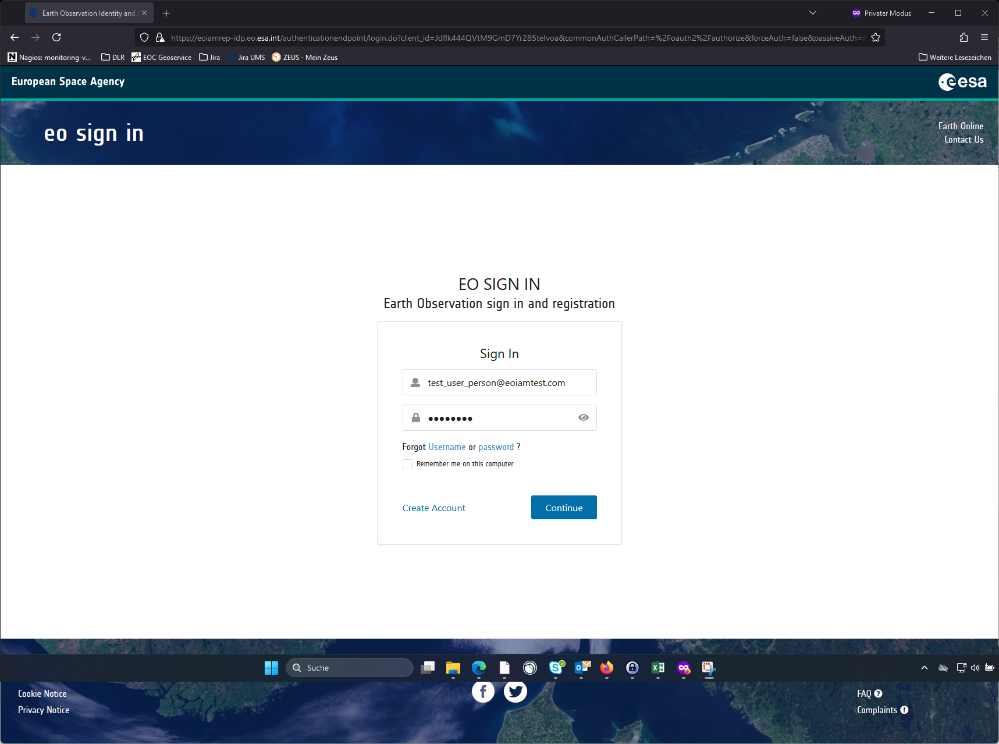 Earth Observation Identity and A
Privater Modus
https://eoiamrep-idp.eo.esa.int/authenticationendpoint/login.do?client_id=JdfIk444QVtM9GmD7Yr285teIvoa&commonAuthCallerPath=%2Foauth2%2Fauthorize&forceAuth=false&passiveAuth=f
Nagios: monitoring-v... DLR EOC Geoservice Jira Jira UMS ZEUS - Mein Zeus Weitere Lesezeichen
European Space Agency
esa
eo sign in
Earth Online
Contact Us
EO SIGN IN
Earth Observation sign in and registration
Sign In
test_user_person@eoiamtest.com
••••••••
Forgot Username or password ?
Remember me on this computer
Create Account Continue
Suche
Cookie Notice
FAQ
Privacy Notice
Complaints